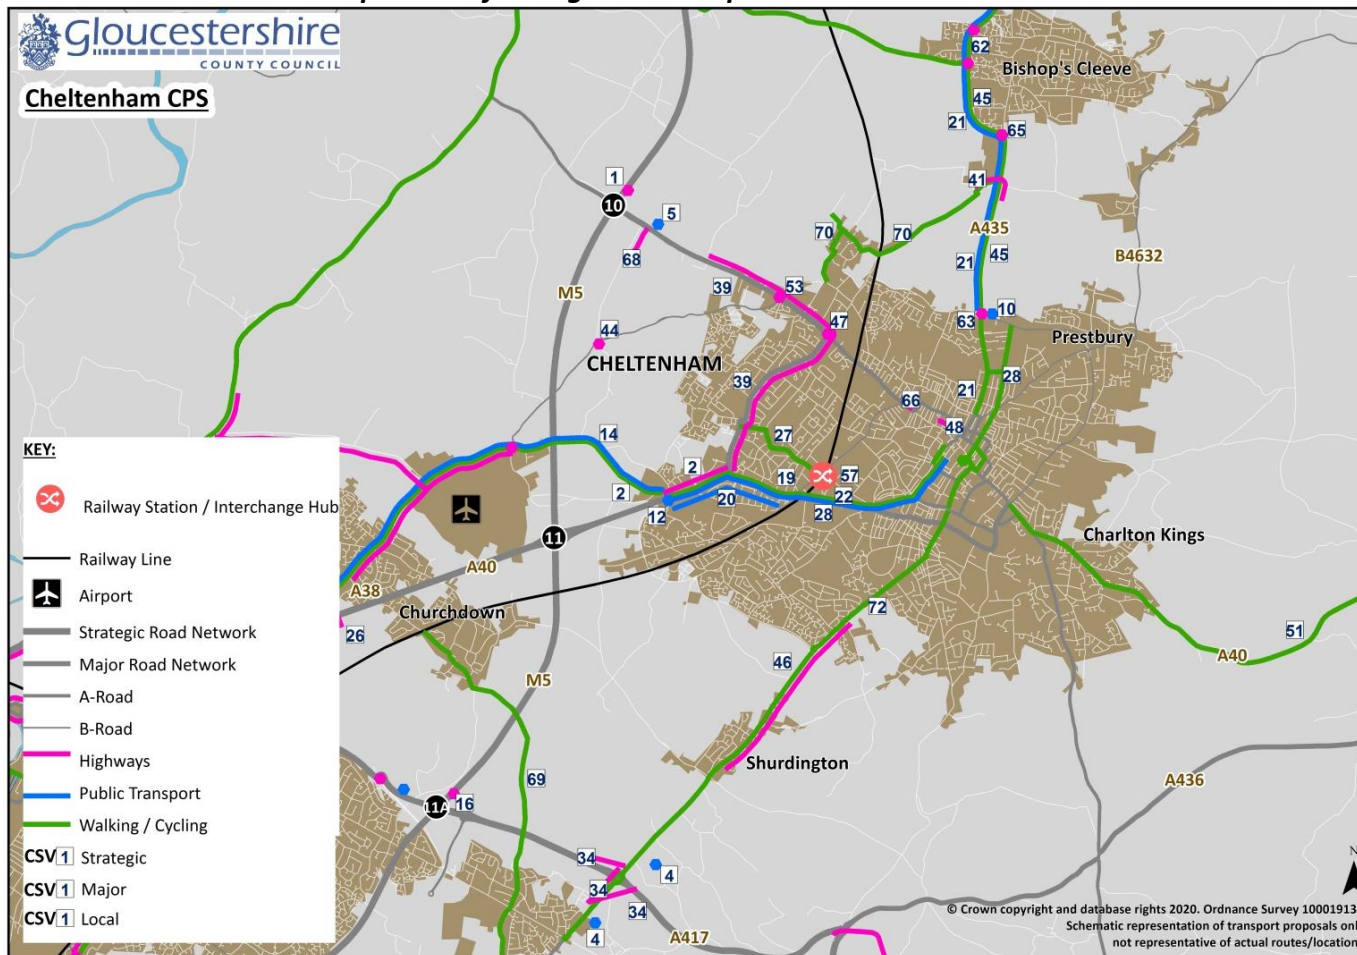 Gloucestershire
COUNTY COUNCIL
Cheltenham CPS
62
Bishop's Cleeve
45
21
65
1
10
5
41
70
70
A435
68
21
45
B4632
M5
39
53
10
63
44
47
Prestbury
CHELTENHAM
39
28
21
66
48
27
14
KEY:
2
19
57
Railway Station / Interchange Hub
2
20
22
12
28
11
Charlton Kings
Railway Line
A40
Airport
A38
Churchdown
72
Strategic Road Network
26
51
Major Road Network
46
A40
M5
A-Road
B-Road
Highways
Shurdington
69
A436
Public Transport
11A
16
Walking / Cycling
CSV 1 Strategic
34
4
CSV 1 Major
34
34
N
CSV 1 Local
4
A417
© Crown copyright and database rights 2020. Ordnance Survey 10001913
Schematic representation of transport proposals onl
not representative of actual routes/location